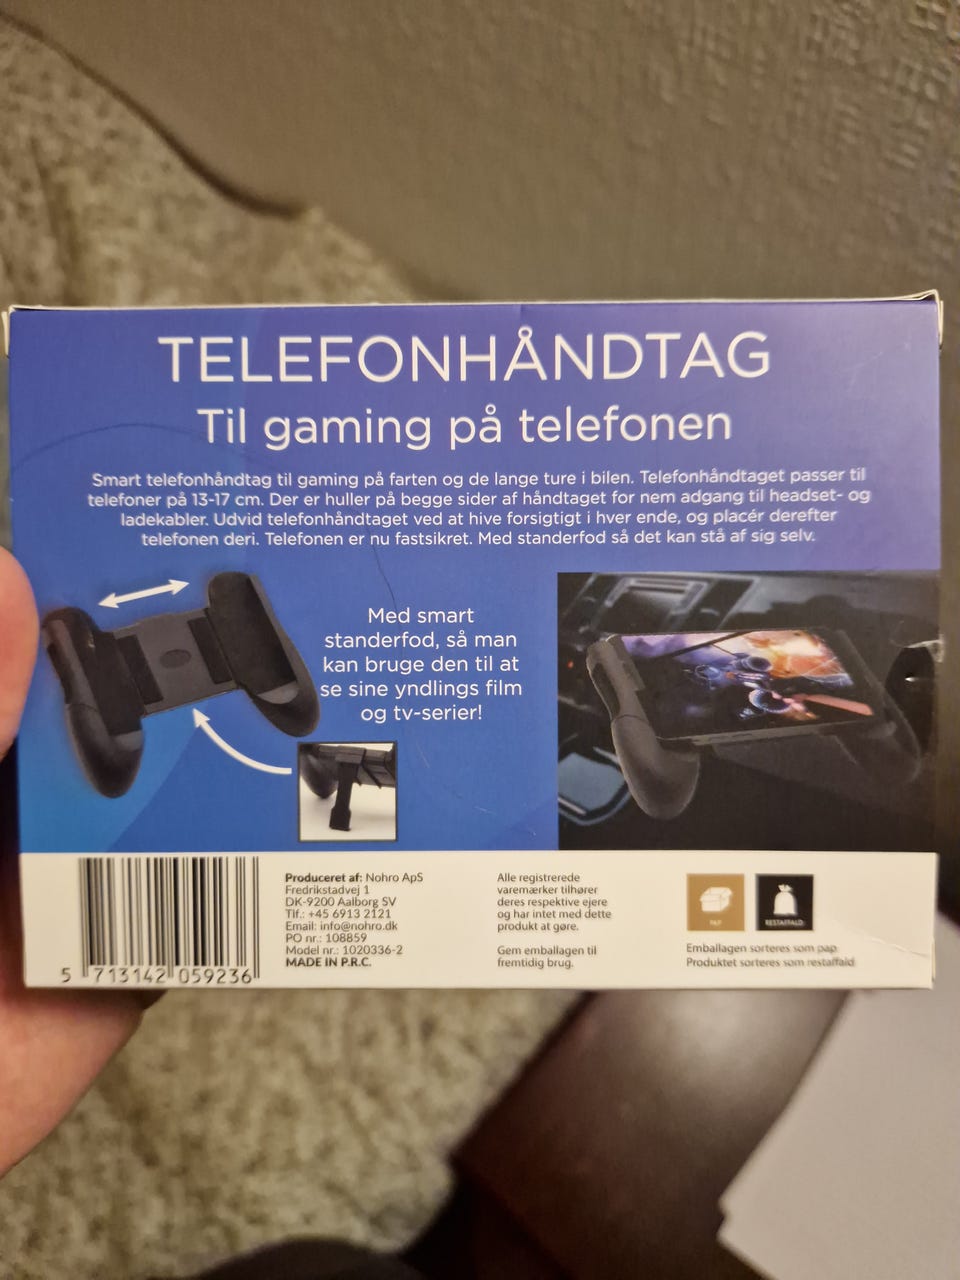 TELEFONHÅNDTAG
Til gaming på telefonen
Smart telefonhåndtag til gaming på farten og de lange ture i bilen. Telefonhåndtaget passer til
telefoner på 13-17 cm. Der er huller på begge sider af håndtaget for nem adgang til headset- og
ladekabler. Udvid telefonhåndtaget ved at hive forsigtigt i hver ende, og placér derefter
telefonen deri. Telefonen er nu fastsikret. Med standerfod så det kan stå af sig selv.
Med smart
standerfod, så man
kan bruge den til at
se sine yndlings film
og tv-serier!
5 713142 059236
Produceret af: Nohro ApS
Fredrikstadvej 1
DK-9200 Aalborg SV
Tlf.: +45 6913 2121
Email: info@nohro.dk
PO nr.: 108859
Model nr.: 1020336-2
MADE IN P.R.C.
Alle registrerede
varemærker tilhører
deres respektive ejere
og har intet med dette
produkt at gøre.
Gem emballagen til
fremtidig brug.
PAP
RESTAFFALD
Emballagen sorteres som pap
Produktet sorteres som restaffald